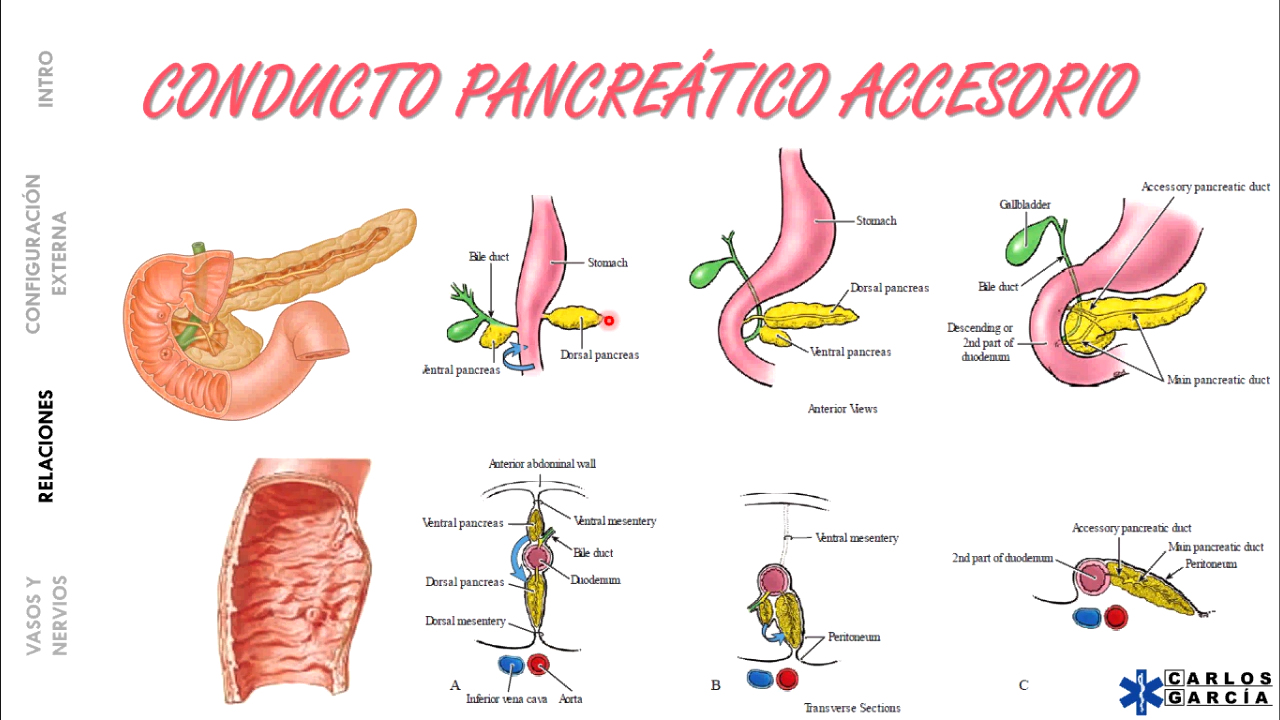 CONDUCTO PANCREÁTICO ACCESORIO
INTRO
CONFIGURACIÓN
EXTERNA
RELACIONES
VASOS Y
NERVIOS
Bile duct
Stomach
Ventral pancreas
Dorsal pancreas
Stomach
Dorsal pancreas
Ventral pancreas
Anterior Views
Accessory pancreatic duct
Gallbladder
Bile duct
Descending or
2nd part of
duodenum
Main pancreatic duct
Anterior abdominal wall
Ventral pancreas
Ventral mesentery
Bile duct
Dorsal pancreas
Duodenum
Dorsal mesentery
A
Inferior vena cava
Aorta
Ventral mesentery
Peritoneum
B
Transverse Sections
Accessory pancreatic duct
Main pancreatic duct
2nd part of duodenum
Peritoneum
C
CARLOS
GARCÍA